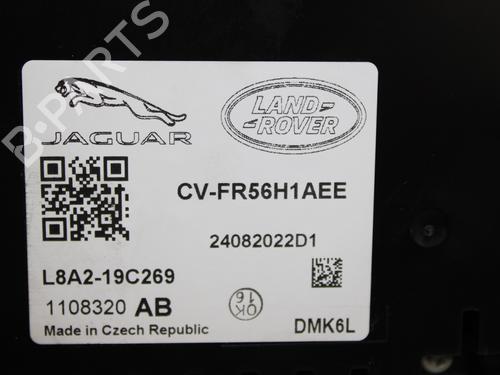 B-PARTS
JAGUAR
LAND
ROVER
CV-FR56H1AEE
24082022D1
L8A2-19C269
1108320 AB
OK
16
Made in Czech Republic
DMK6L